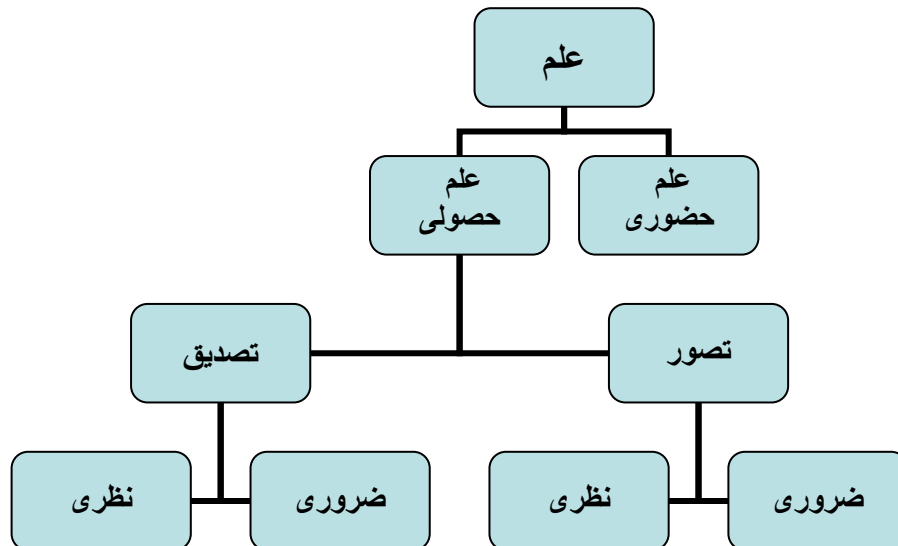 علم
علم
حضوری
علم
حصولی
تصور
تصدیق
ضروری
نظری
ضروری
نظری